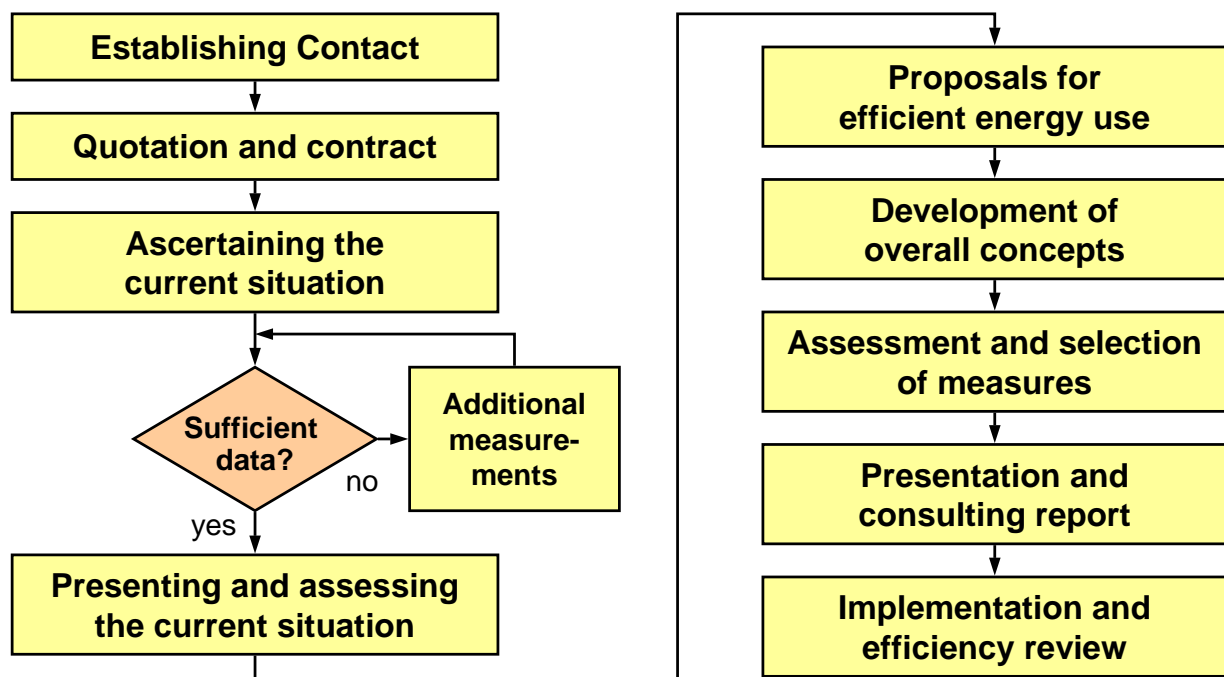 Establishing Contact
Quotation and contract
Ascertaining the
current situation
Sufficient
data?
no
Additional
measure-
ments
yes
Presenting and assessing
the current situation
Proposals for
efficient energy use
Development of
overall concepts
Assessment and selection
of measures
Presentation and
consulting report
Implementation and
efficiency review